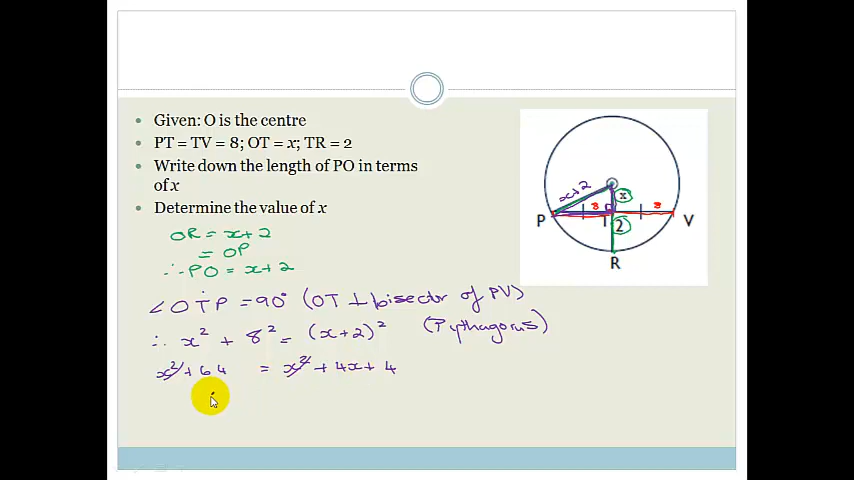 Given: O is the centre
PT = TV = 8; OT = x; TR = 2
Write down the length of PO in terms
of x
Determine the value of x
OR = x+2
= OP
∴ PO = x+2
∠OTP = 90° (OT ⊥ bisector of PV)
∴ x² + 8² = (x+2)² (Pythagorus)
x² + 64 = x² + 4x + 4
x+2
x
8
8
P
T
2
V
R